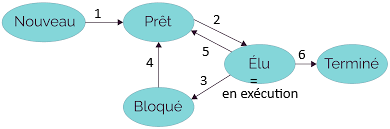 Nouveau
1
Prêt
2
5
Élu
=
en exécution
6
Terminé
4
3
Bloqué